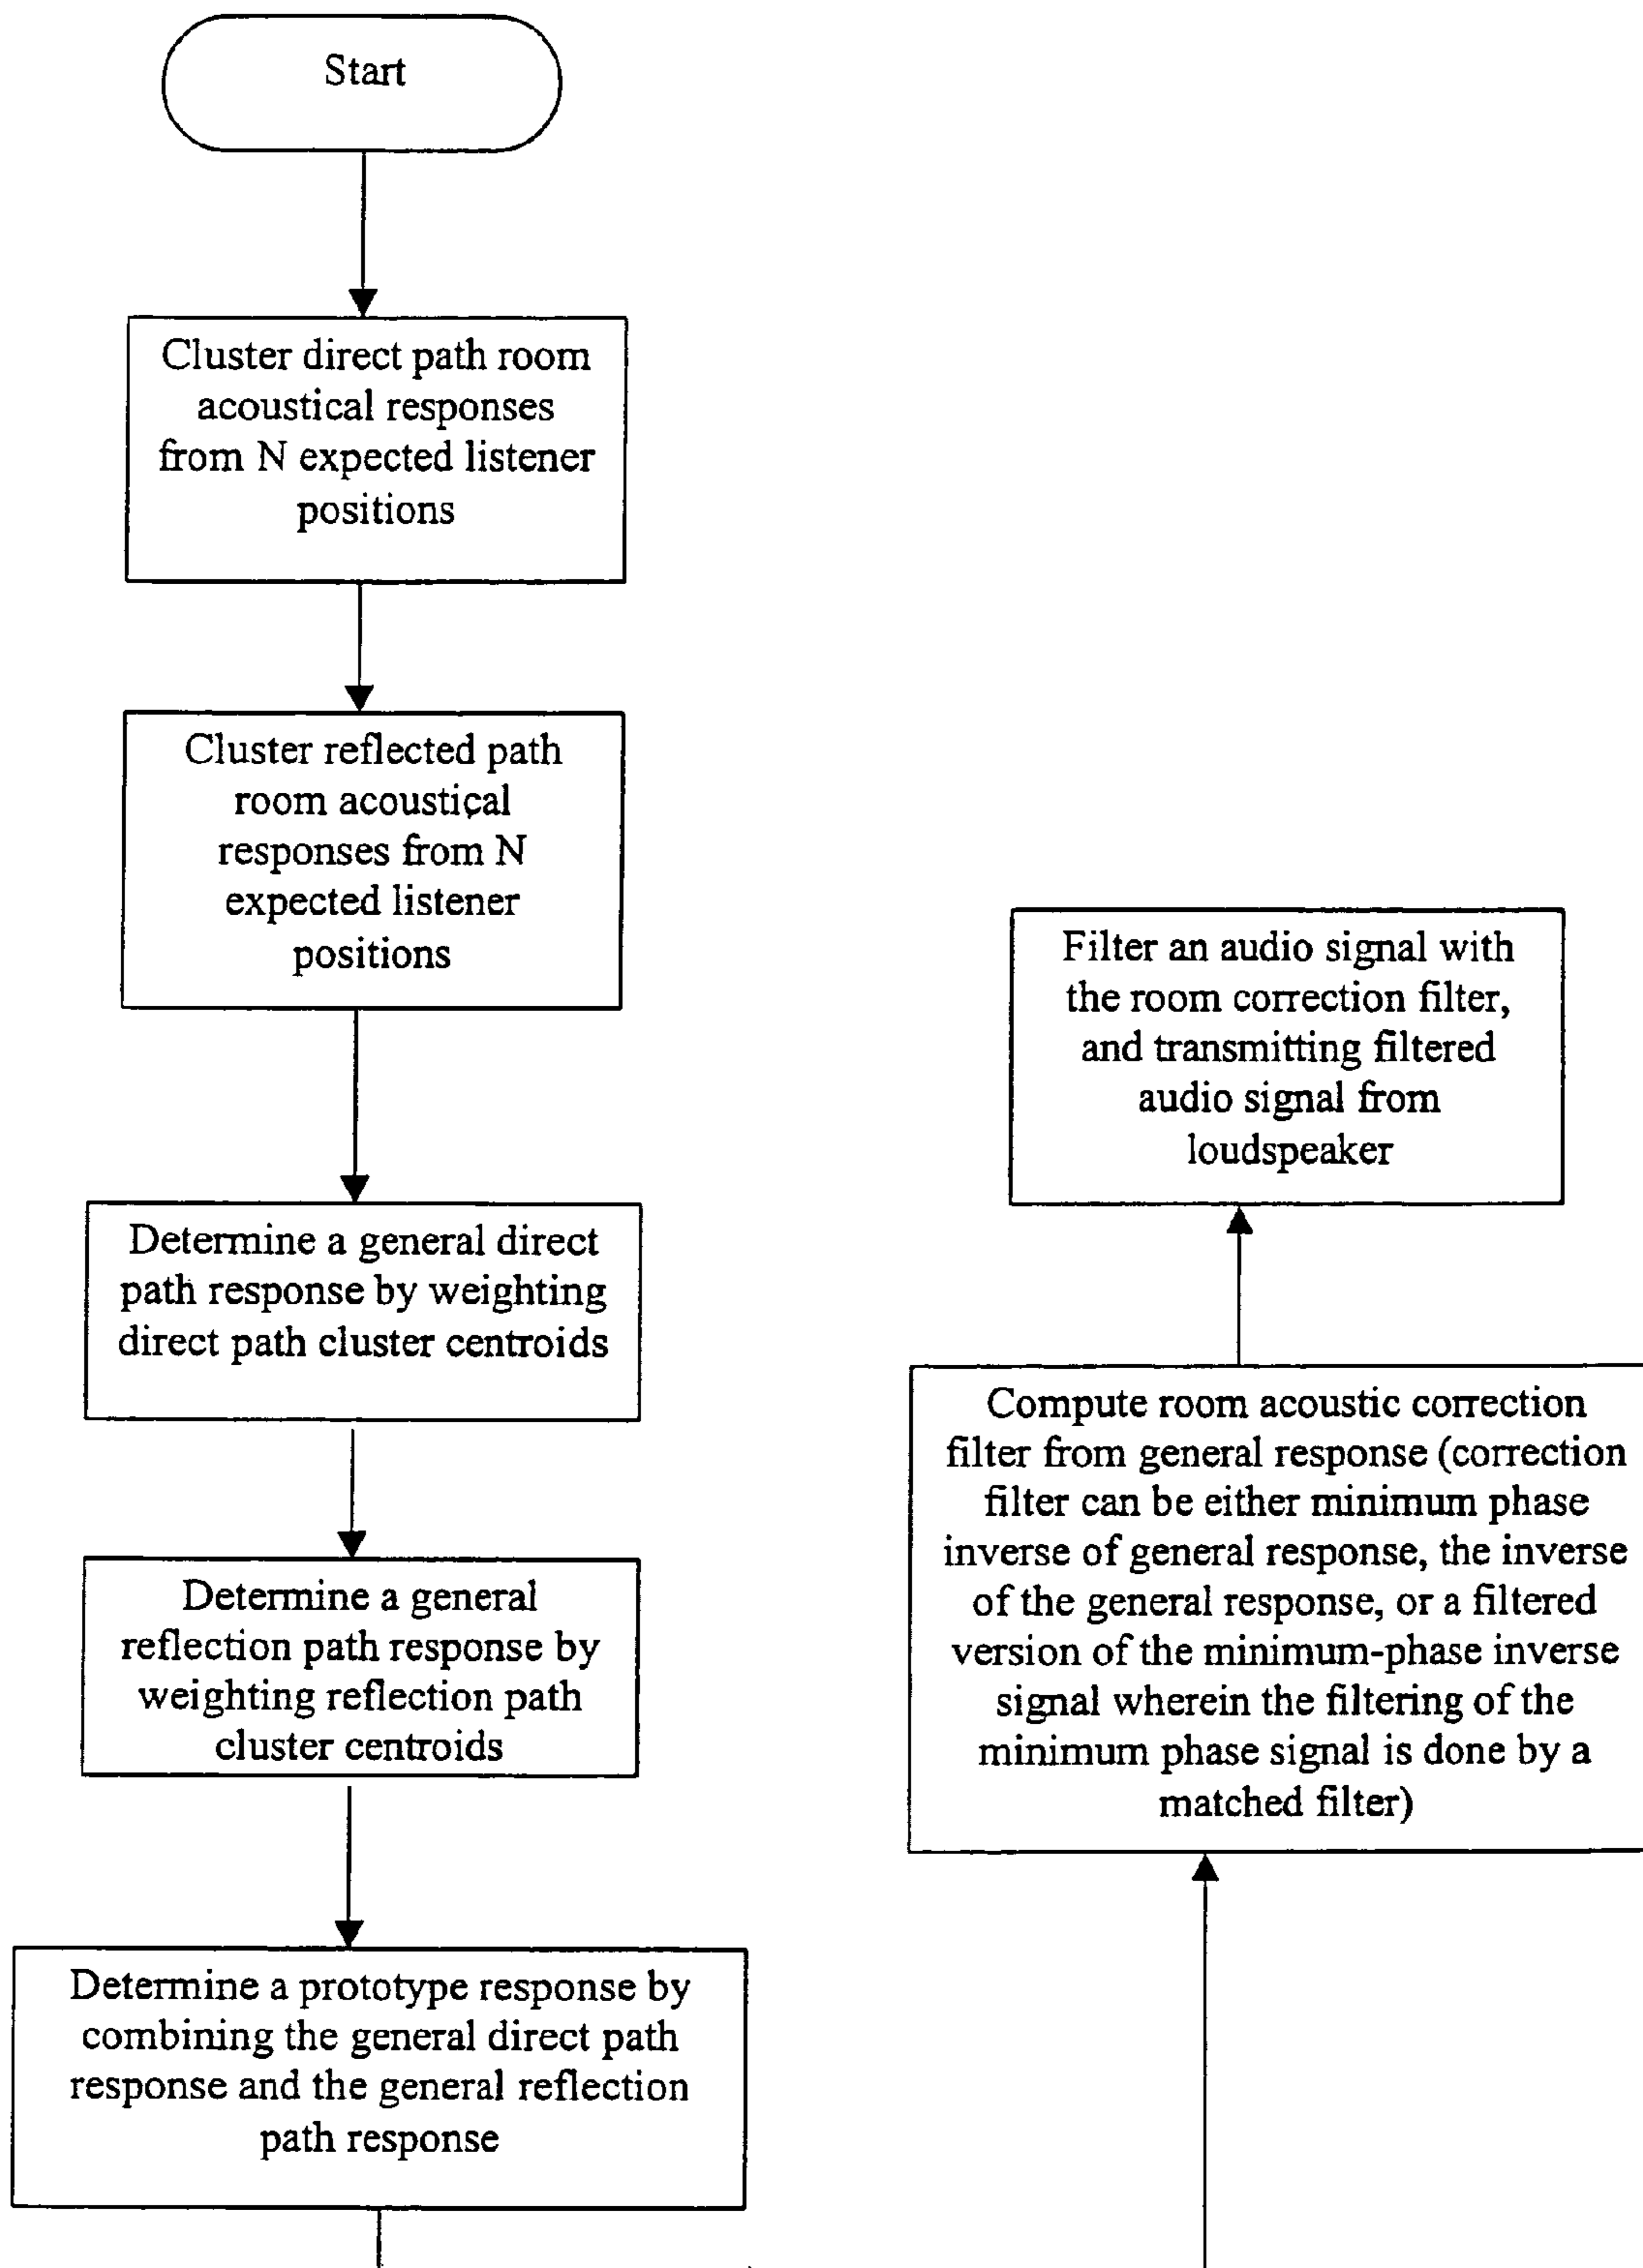 Start
Cluster direct path room
acoustical responses
from N expected listener
positions
Cluster reflected path
room acoustical
responses from N
expected listener
positions
Determine a general direct
path response by weighting
direct path cluster centroids
Determine a general
reflection path response by
weighting reflection path
cluster centroids
Determine a prototype response by
combining the general direct path
response and the general reflection
path response
Compute room acoustic correction
filter from general response (correction
filter can be either minimum phase
inverse of general response, the inverse
of the general response, or a filtered
version of the minimum-phase inverse
signal wherein the filtering of the
minimum phase signal is done by a
matched filter)
Filter an audio signal with
the room correction filter,
and transmitting filtered
audio signal from
loudspeaker